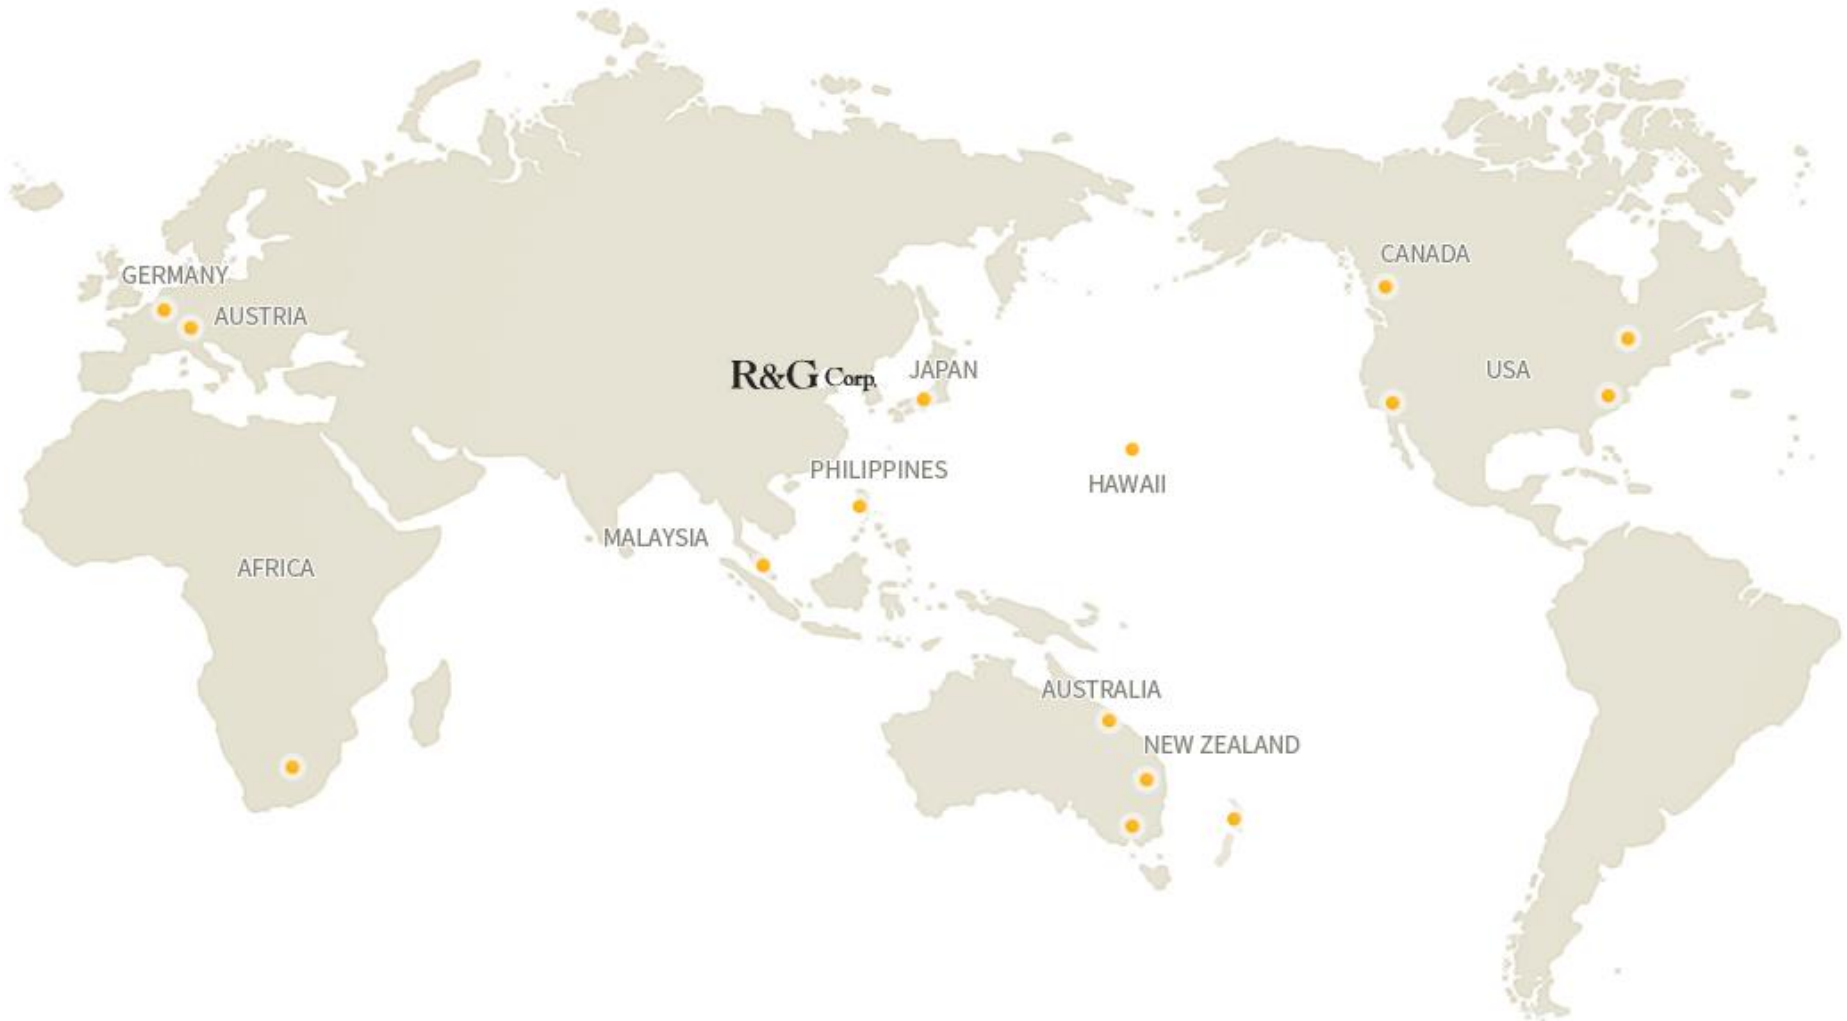 CANADA
GERMANY
AUSTRIA
R&G Corp.
JAPAN
USA
PHILIPPINES
HAWAII
MALAYSIA
AFRICA
AUSTRALIA
NEW ZEALAND